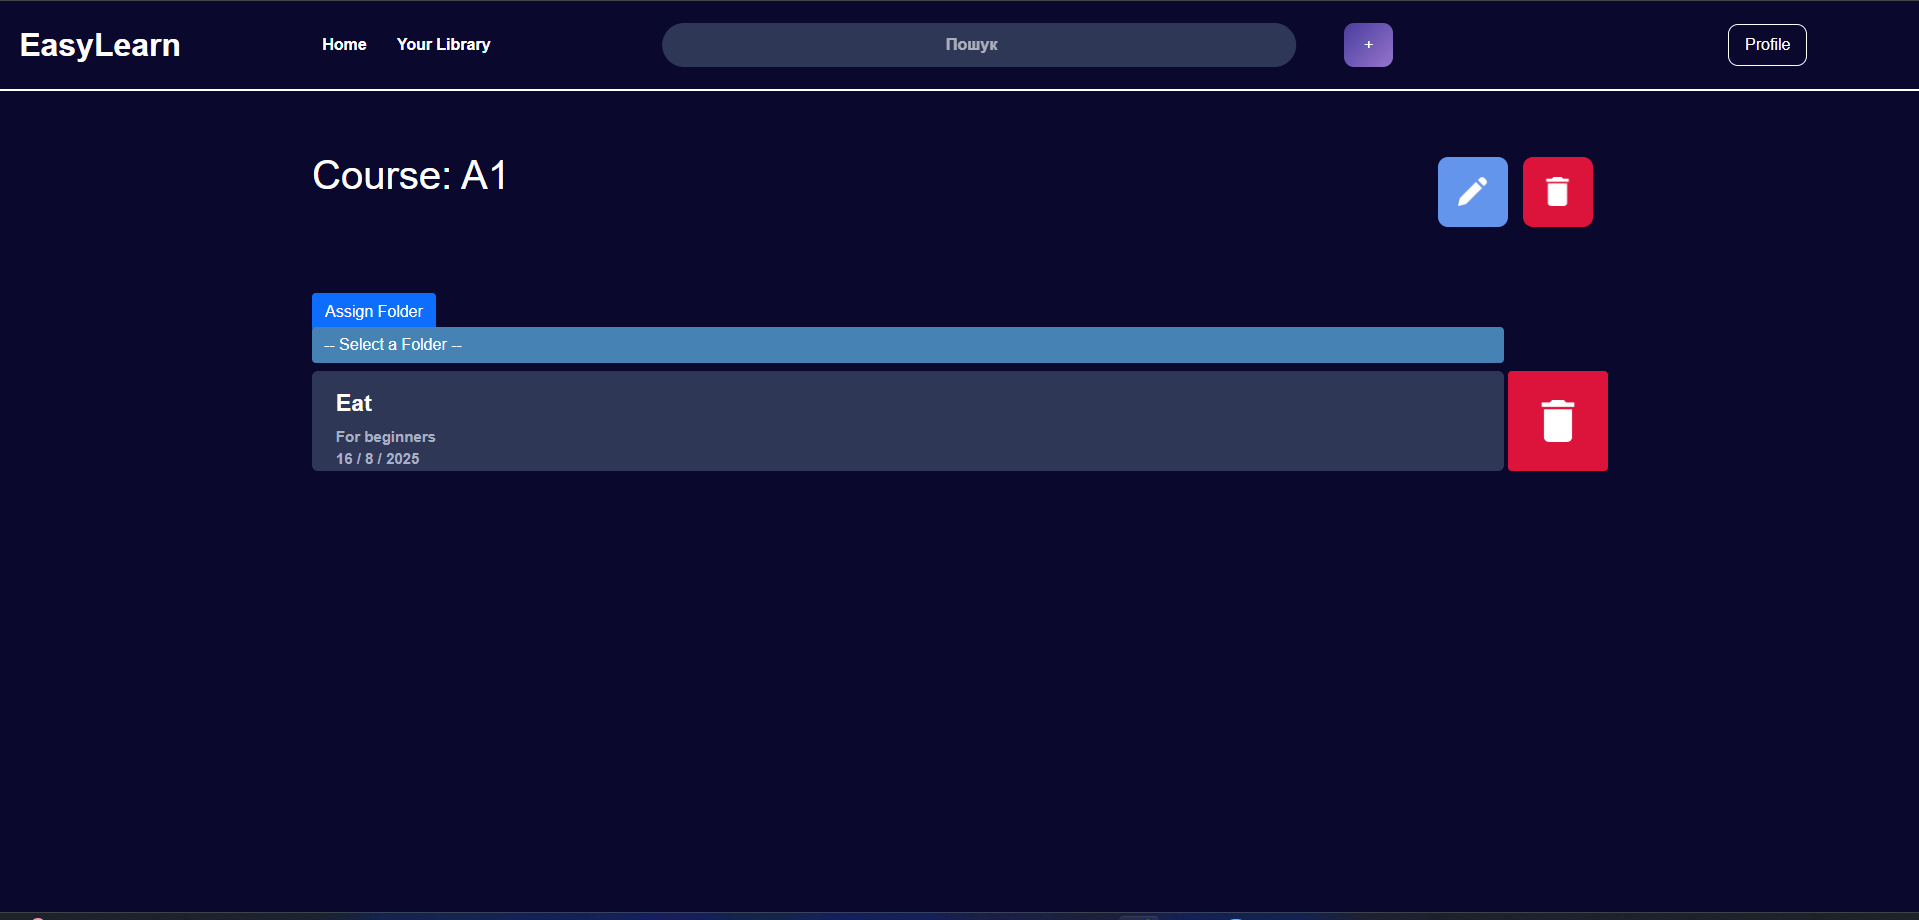 EasyLearn
Home
Your Library
Пошук
+
Profile
Course: A1
Assign Folder
-- Select a Folder --
Eat
For beginners
16 / 8 / 2025